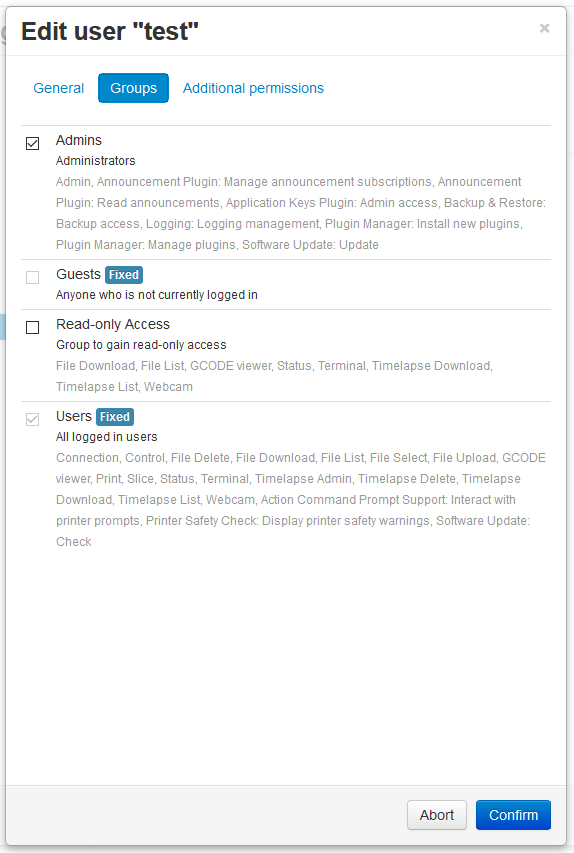 Edit user "test"
×
General Groups Additional permissions
Admins
Administrators
Admin, Announcement Plugin: Manage announcement subscriptions, Announcement
Plugin: Read announcements, Application Keys Plugin: Admin access, Backup & Restore:
Backup access, Logging: Logging management, Plugin Manager: Install new plugins,
Plugin Manager: Manage plugins, Software Update: Update
Guests Fixed
Anyone who is not currently logged in
Read-only Access
Group to gain read-only access
File Download, File List, GCODE viewer, Status, Terminal, Timelapse Download,
Timelapse List, Webcam
Users Fixed
All logged in users
Connection, Control, File Delete, File Download, File List, File Select, File Upload, GCODE
viewer, Print, Slice, Status, Terminal, Timelapse Admin, Timelapse Delete, Timelapse
Download, Timelapse List, Webcam, Action Command Prompt Support: Interact with
printer prompts, Printer Safety Check: Display printer safety warnings, Software Update:
Check
Abort Confirm